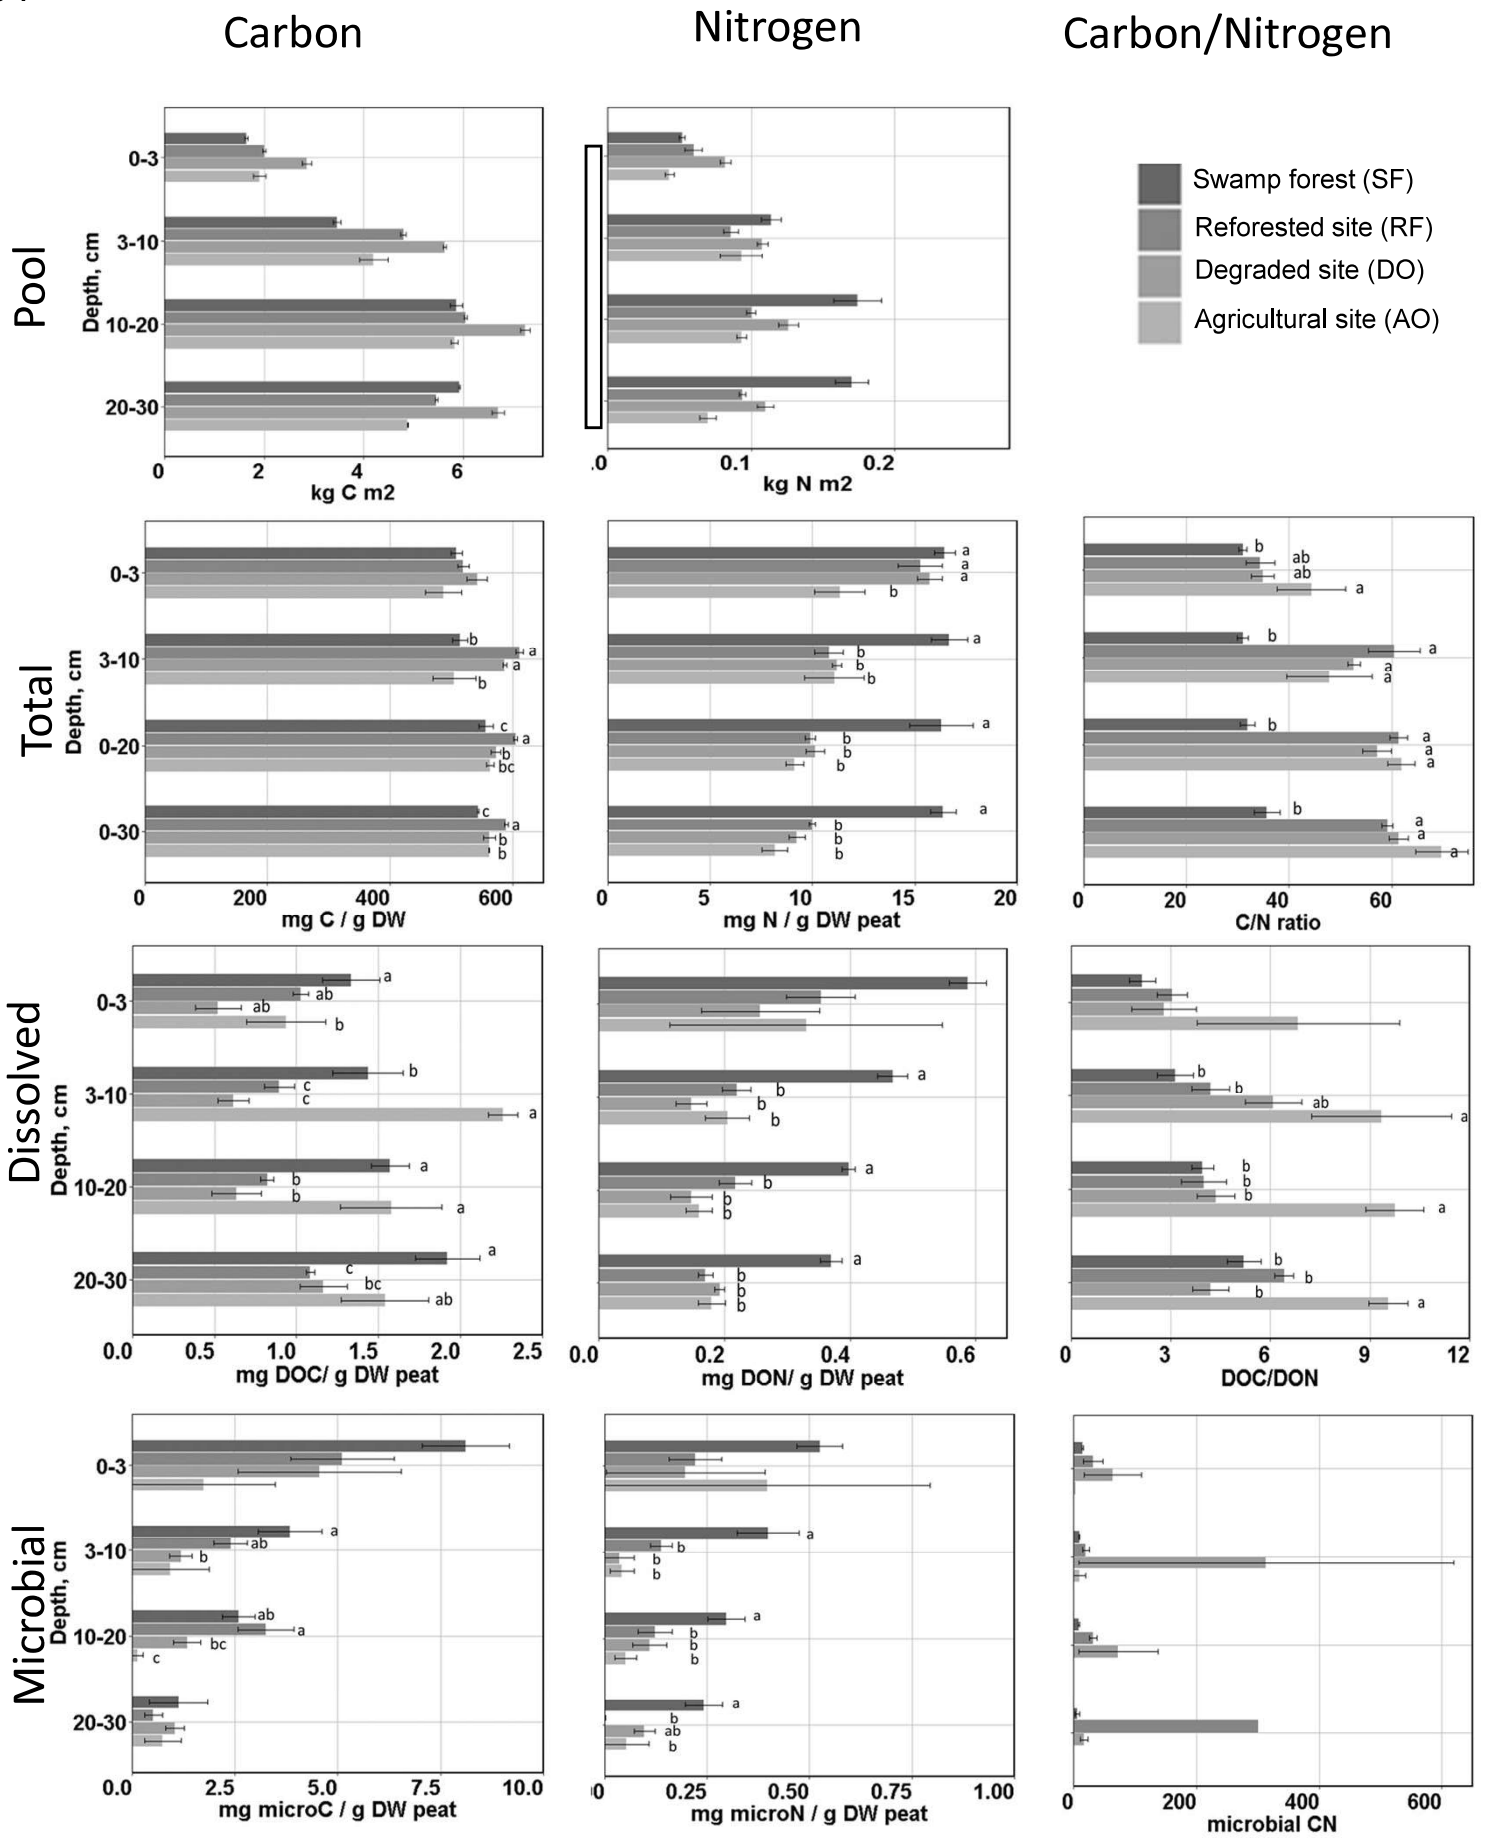 Carbon
Nitrogen
Carbon/Nitrogen
Pool
Depth, cm
0-3
3-10
10-20
20-30
0 2 4 6
kg C m2
.0 0.1 0.2
kg N m2
Swamp forest (SF)
Reforested site (RF)
Degraded site (DO)
Agricultural site (AO)
Total
Depth, cm
0-3
3-10
b
a
a
b
0-20
c
a
b
bc
0-30
c
a
b
b
0 200 400 600
mg C / g DW
a
a
a
b
a
b
b
b
a
b
b
b
a
b
b
b
0 5 10 15 20
mg N / g DW peat
b
ab
ab
a
b
a
a
a
b
a
a
a
b
a
a
a
0 20 40 60
C/N ratio
Dissolved
Depth, cm
0-3
a
ab
ab
b
3-10
b
c
c
a
10-20
a
b
b
a
20-30
a
c
bc
ab
0.0 0.5 1.0 1.5 2.0 2.5
mg DOC/ g DW peat
a
b
b
b
a
b
b
b
a
b
b
b
0.0 0.2 0.4 0.6
mg DON/ g DW peat
b
b
ab
a
b
b
b
a
b
b
b
a
0 3 6 9 12
DOC/DON
Microbial
Depth, cm
0-3
3-10
a
ab
b
10-20
ab
a
bc
c
20-30
0.0 2.5 5.0 7.5 10.0
mg microC / g DW peat
a
b
b
b
a
b
b
b
a
b
ab
b
0 0.25 0.50 0.75 1.00
mg microN / g DW peat
0 200 400 600
microbial CN